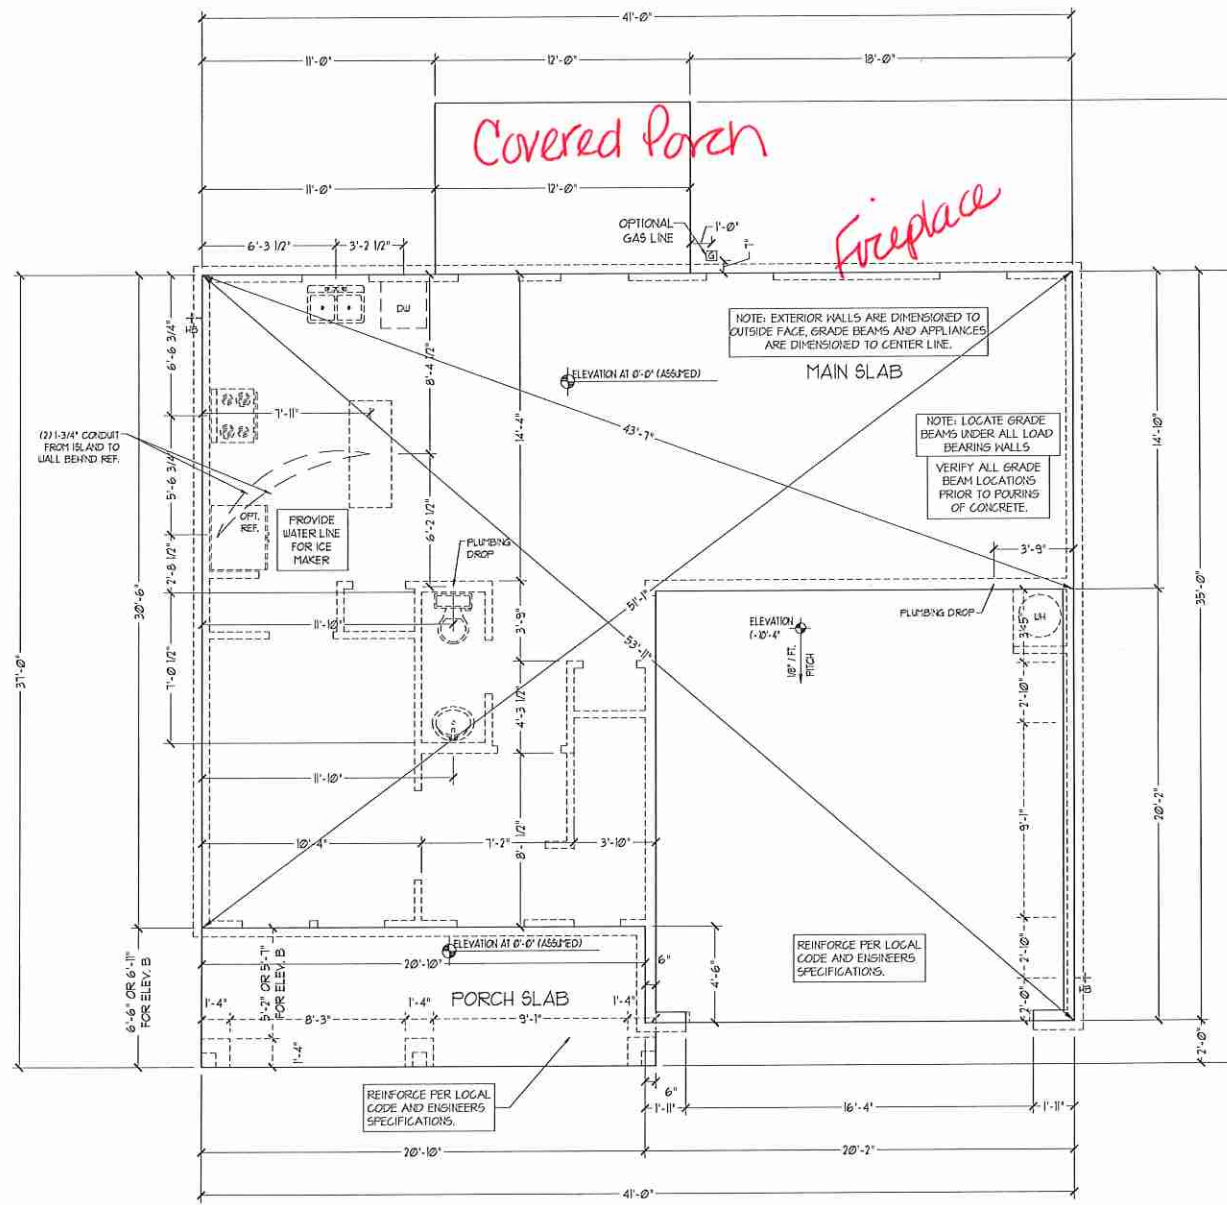 41'-0"
11'-0" 12'-0" 18'-0"
Covered Porch
11'-0" 12'-0"
Fireplace
OPTIONAL
GAS LINE
1'-0"
6'-3 1/2" 3'-2 1/2"
G
1"
DW
HB
NOTE: EXTERIOR WALLS ARE DIMENSIONED TO
OUTSIDE FACE, GRADE BEAMS AND APPLIANCES
ARE DIMENSIONED TO CENTER LINE.
MAIN SLAB
ELEVATION AT 0'-0" (ASSUMED)
6'-6 3/4"
8'-4 1/2"
7'-11"
14'-4"
43'-7"
(2) 1-3/4" CONDUIT
FROM ISLAND TO
WALL BEHIND REF.
NOTE: LOCATE GRADE
BEAMS UNDER ALL LOAD
BEARING WALLS
VERIFY ALL GRADE
BEAM LOCATIONS
PRIOR TO POURING
OF CONCRETE.
14'-10"
5'-6 3/4"
OPT.
REF.
PROVIDE
WATER LINE
FOR ICE
MAKER
6'-2 1/2"
PLUMBING
DROP
3'-9"
2'-8 1/2"
30'-6"
35'-0"
37'-0"
51'-1"
53'-11"
PLUMBING DROP
WH
3'-5"
11'-10"
3'-9"
ELEVATION
(-10'-4"
1/8" / FT.
PITCH
7'-0 1/2"
4'-3 1/2"
2'-10"
11'-10"
9'-1"
20'-2"
10'-4" 7'-2" 3'-10"
8'-1 1/2"
ELEVATION AT 0'-0" (ASSUMED)
20'-10"
6"
4'-6"
REINFORCE PER LOCAL
CODE AND ENGINEERS
SPECIFICATIONS.
2'-10"
HB
2'-0"
6'-6" OR 6'-11"
FOR ELEV. B
5'-2" OR 5'-7"
FOR ELEV. B
PORCH SLAB
1'-4" 8'-3" 1'-4" 9'-1" 1'-4"
1'-4"
2'-0"
REINFORCE PER LOCAL
CODE AND ENGINEERS
SPECIFICATIONS.
6"
1'-11" 16'-4" 1'-11"
20'-10" 20'-2"
41'-0"